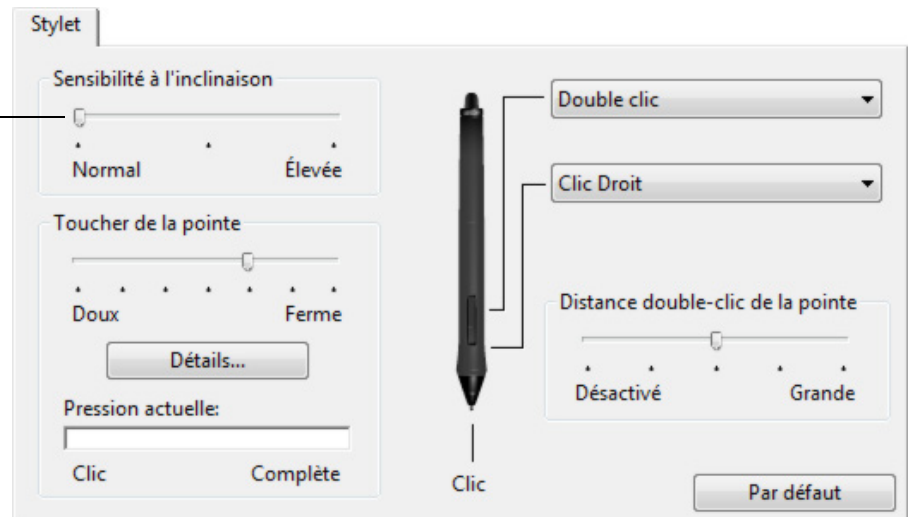 Stylet
Sensibilité à l'inclinaison
Normal Élevée
Toucher de la pointe
Doux Ferme
Détails...
Pression actuelle:
Clic Complète
Double clic
Clic Droit
Distance double-clic de la pointe
Désactivé Grande
Clic
Par défaut